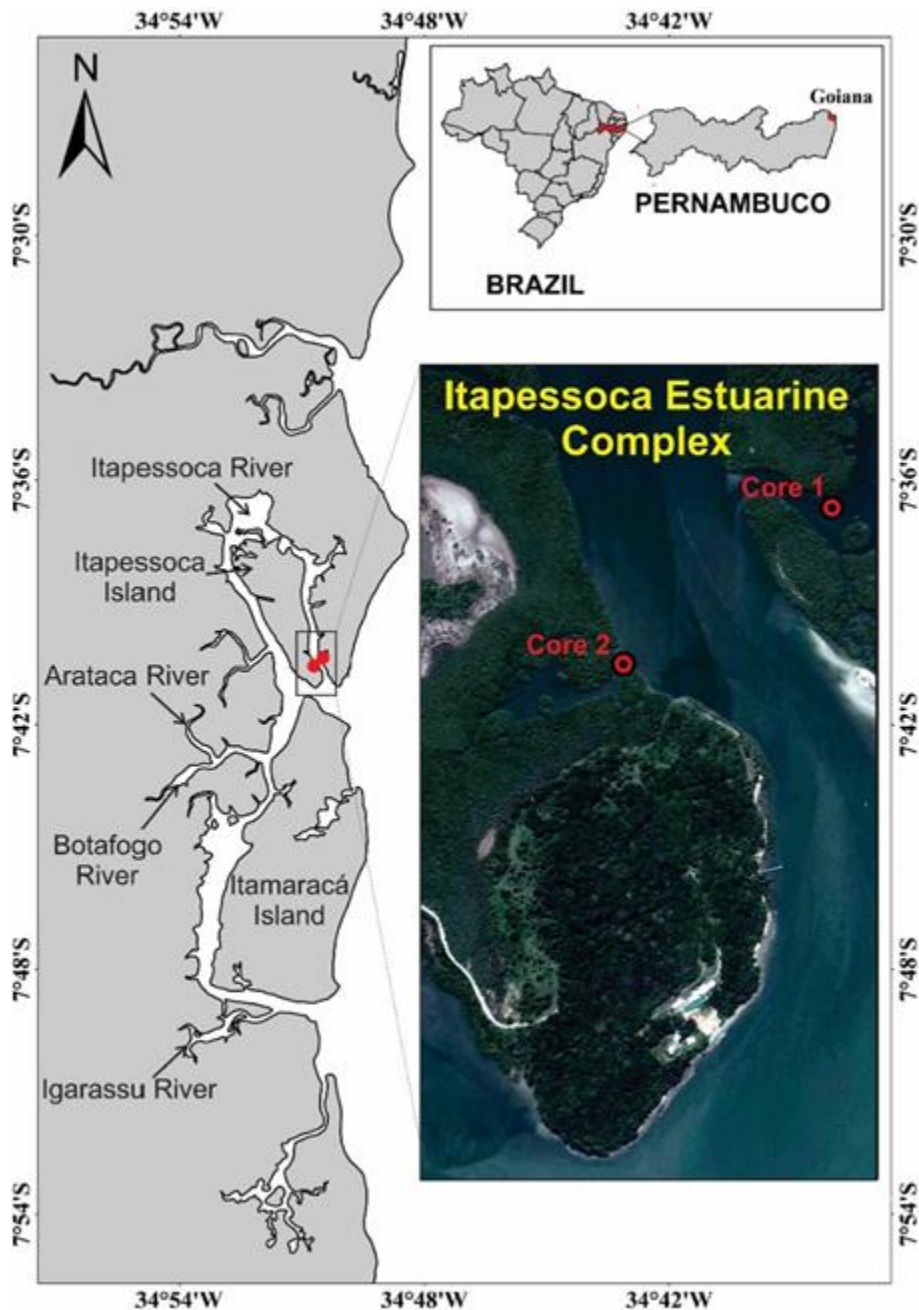 34°54'W 34°48'W 34°42'W
N
Goiana
PERNAMBUCO
BRAZIL
7°30'S 7°30'S
Itapessoca Estuarine
Complex
Core 1
Core 2
7°36'S 7°36'S
Itapessoca River
Itapessoca
Island
Arataca River
7°42'S 7°42'S
Botafogo
River
Itamaracá
Island
7°48'S 7°48'S
Igarassu River
7°54'S 7°54'S
34°54'W 34°48'W 34°42'W